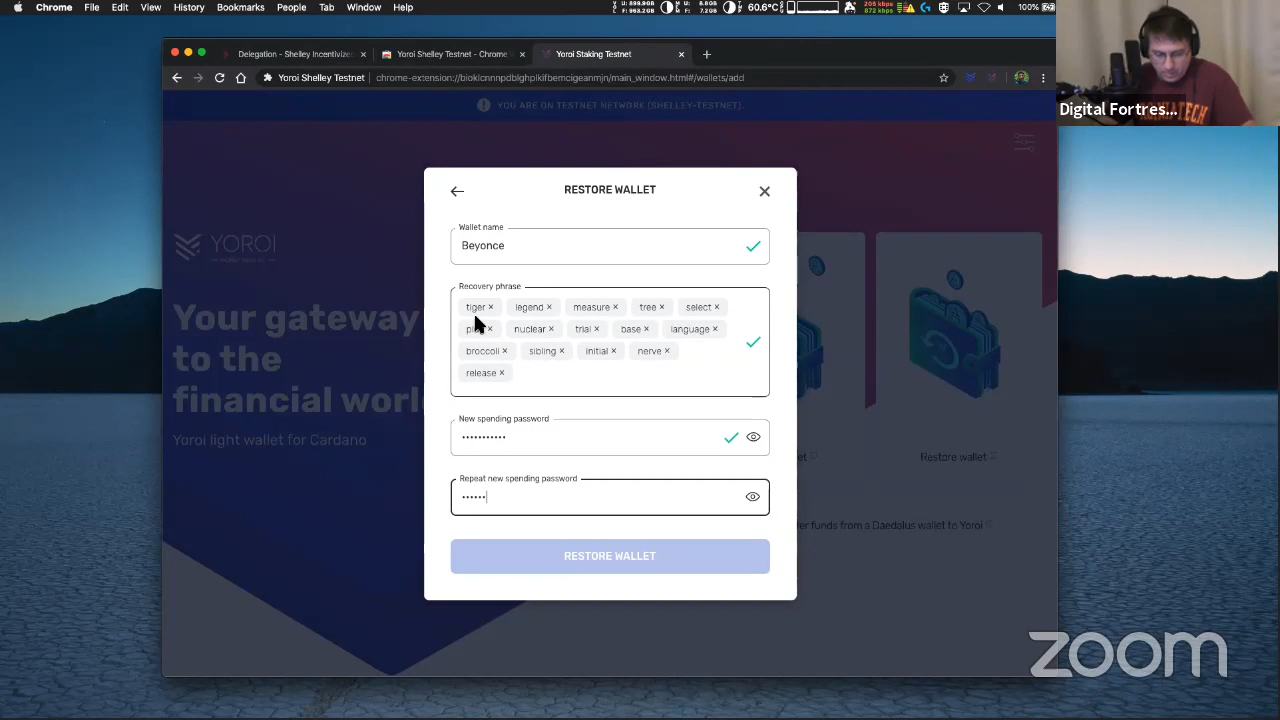 Chrome File Edit View History Bookmarks People Tab Window Help
60.6°C 100%
Delegation - Shelley Incentivize
Yoroi Shelley Testnet - Chrome
Yoroi Staking Testnet
Yoroi Shelley Testnet
YOU ARE ON TESTNET NETWORK (SHELLEY-TESTNET).
Digital Fortres...
YOROI
Your gateway
to the
financial worl
Yoroi light wallet for Cardano
RESTORE WALLET
Wallet name
Beyonce
Recovery phrase
tiger × legend × measure × tree × select ×
nuclear × trial × base × language ×
broccoli × sibling × initial × nerve ×
release ×
New spending password
•••••••••••
Repeat new spending password
••••••
RESTORE WALLET
Restore wallet
er funds from a Daedalus wallet to Yoroi
zoom